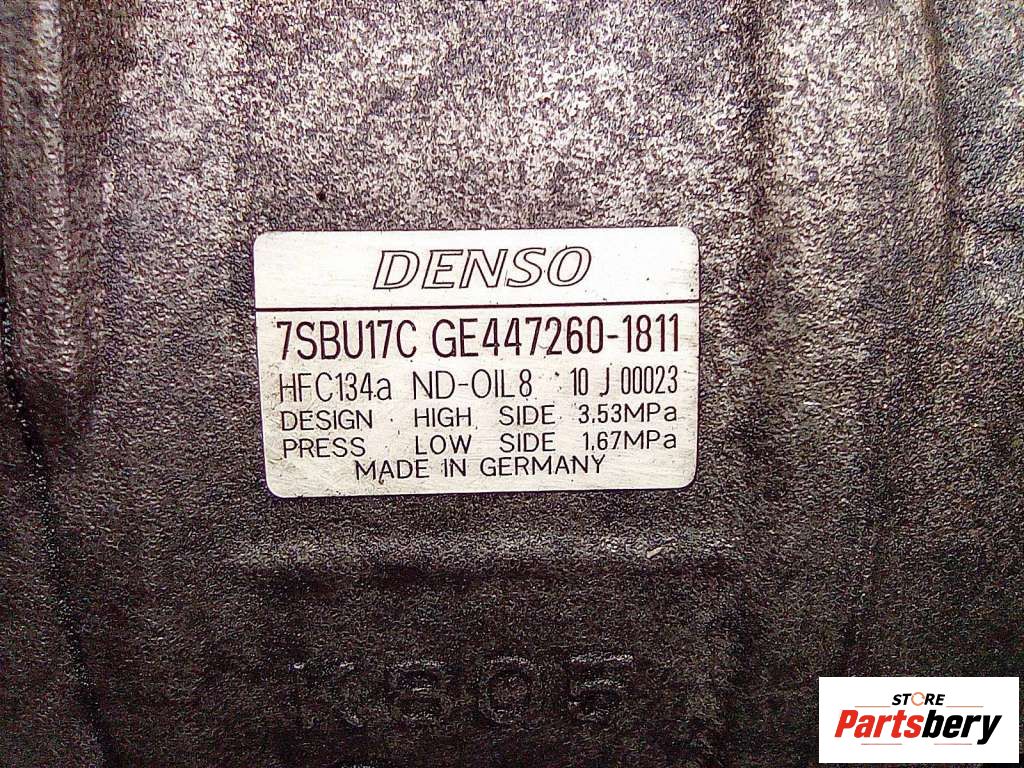 DENSO
7SBU17C GE447260-1811
HFC134a ND-OIL8 10 J 00023
DESIGN HIGH SIDE 3.53MPa
PRESS LOW SIDE 1.67MPa
MADE IN GERMANY
STORE
Partsbery